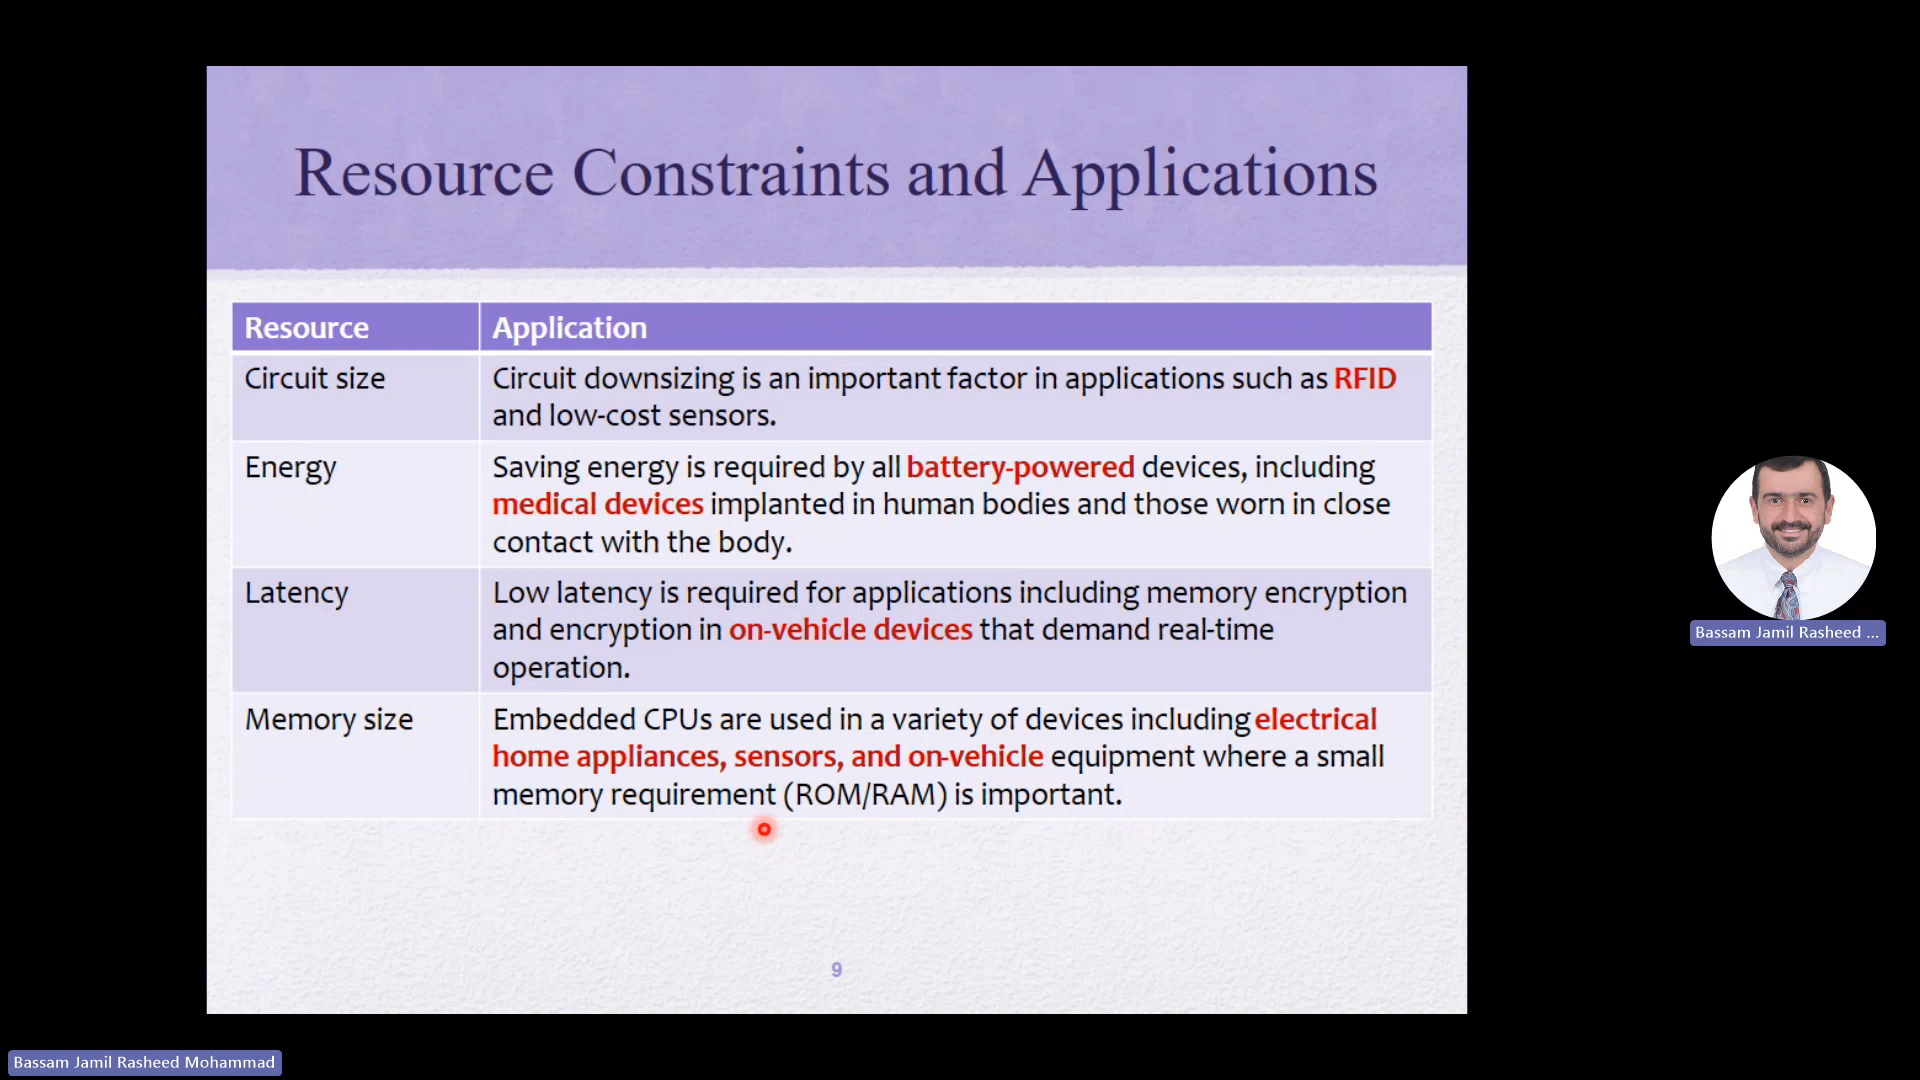 Resource Constraints and Applications
Resource
Application
Circuit size
Circuit downsizing is an important factor in applications such as RFID
and low-cost sensors.
Energy
Saving energy is required by all battery-powered devices, including
medical devices implanted in human bodies and those worn in close
contact with the body.
Latency
Low latency is required for applications including memory encryption
and encryption in on-vehicle devices that demand real-time
operation.
Memory size
Embedded CPUs are used in a variety of devices including electrical
home appliances, sensors, and on-vehicle equipment where a small
memory requirement (ROM/RAM) is important.
9
Bassam Jamil Rasheed ...
Bassam Jamil Rasheed Mohammad